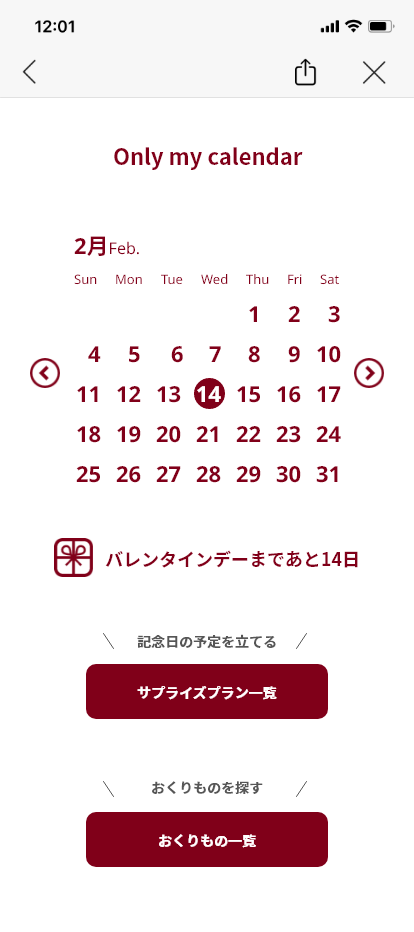 12:01
Only my calendar
2月Feb.
Sun Mon Tue Wed Thu Fri Sat
1 2 3
4 5 6 7 8 9 10
11 12 13 14 15 16 17
18 19 20 21 22 23 24
25 26 27 28 29 30 31
バレンタインデーまであと14日
\ 記念日の予定を立てる /
サプライズプラン一覧
\ おくりものを探す /
おくりもの一覧